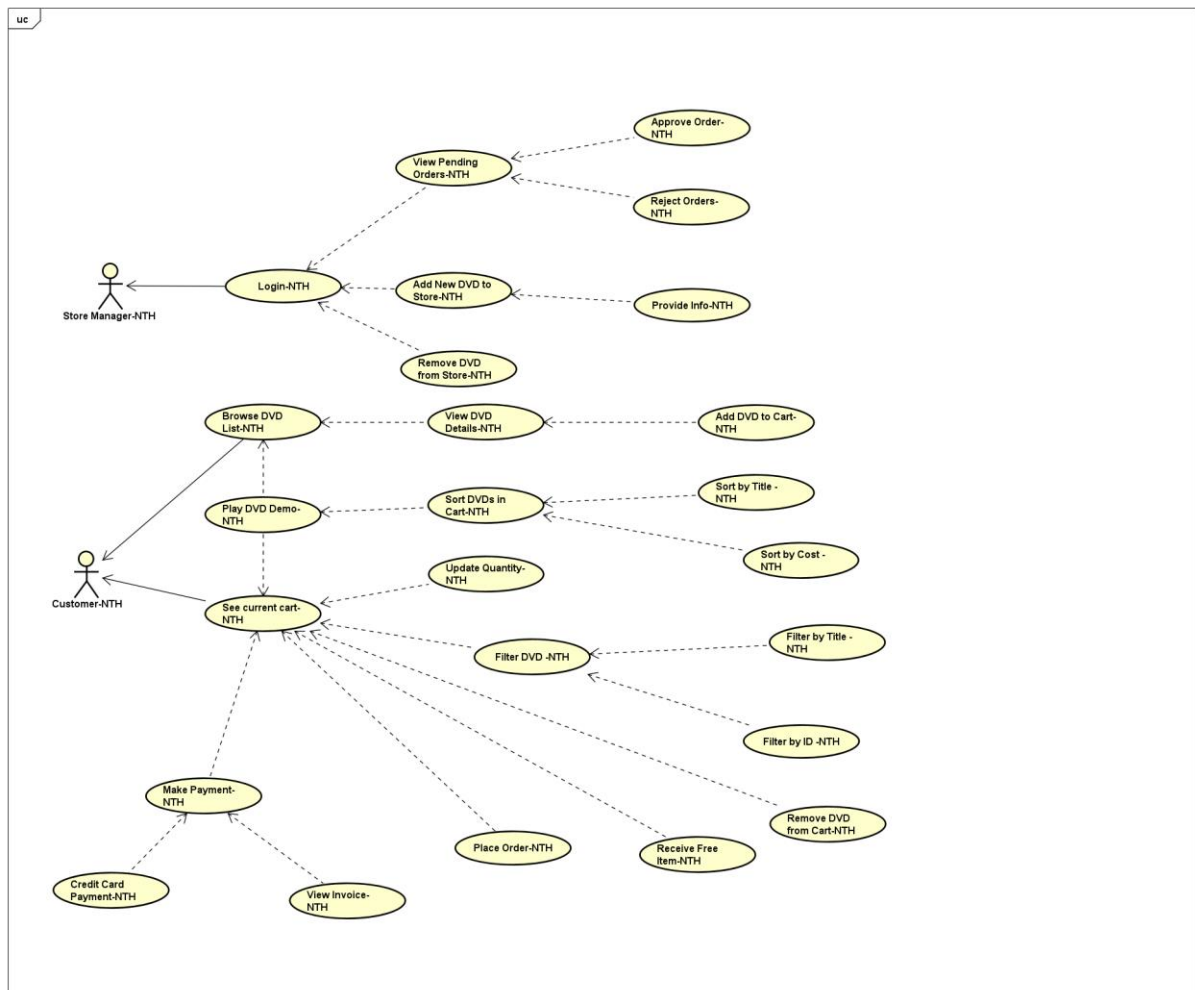 uc
Approve Order-
NTH
View Pending
Orders-NTH
Reject Orders-
NTH
Login-NTH
Add New DVD to
Store-NTH
Provide Info-NTH
Store Manager-NTH
Remove DVD
from Store-NTH
Browse DVD
List-NTH
View DVD
Details-NTH
Add DVD to Cart-
NTH
Play DVD Demo-
NTH
Sort DVDs in
Cart-NTH
Sort by Title -
NTH
Sort by Cost -
NTH
Update Quantity-
NTH
Customer-NTH
See current cart-
NTH
Filter DVD -NTH
Filter by Title -
NTH
Filter by ID -NTH
Make Payment-
NTH
Remove DVD
from Cart-NTH
Place Order-NTH
Receive Free
Item-NTH
Credit Card
Payment-NTH
View Invoice-
NTH